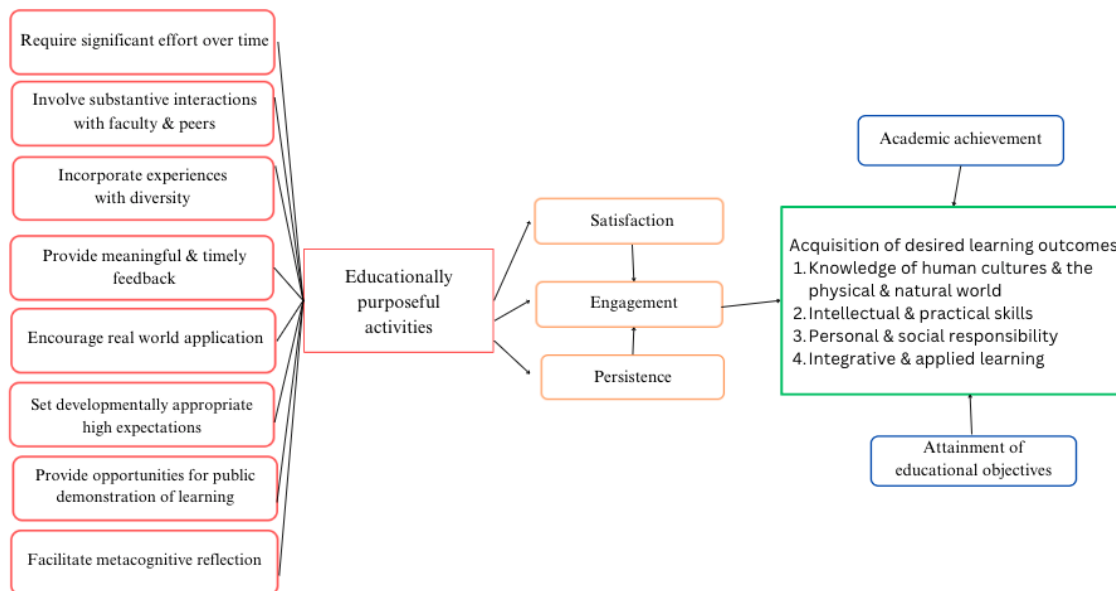 Require significant effort over time
Involve substantive interactions
with faculty & peers
Incorporate experiences
with diversity
Provide meaningful & timely
feedback
Encourage real world application
Set developmentally appropriate
high expectations
Provide opportunities for public
demonstration of learning
Facilitate metacognitive reflection
Educationally
purposeful
activities
Satisfaction
Engagement
Persistence
Academic achievement
Acquisition of desired learning outcomes
1. Knowledge of human cultures & the
physical & natural world
2. Intellectual & practical skills
3. Personal & social responsibility
4. Integrative & applied learning
Attainment of
educational objectives